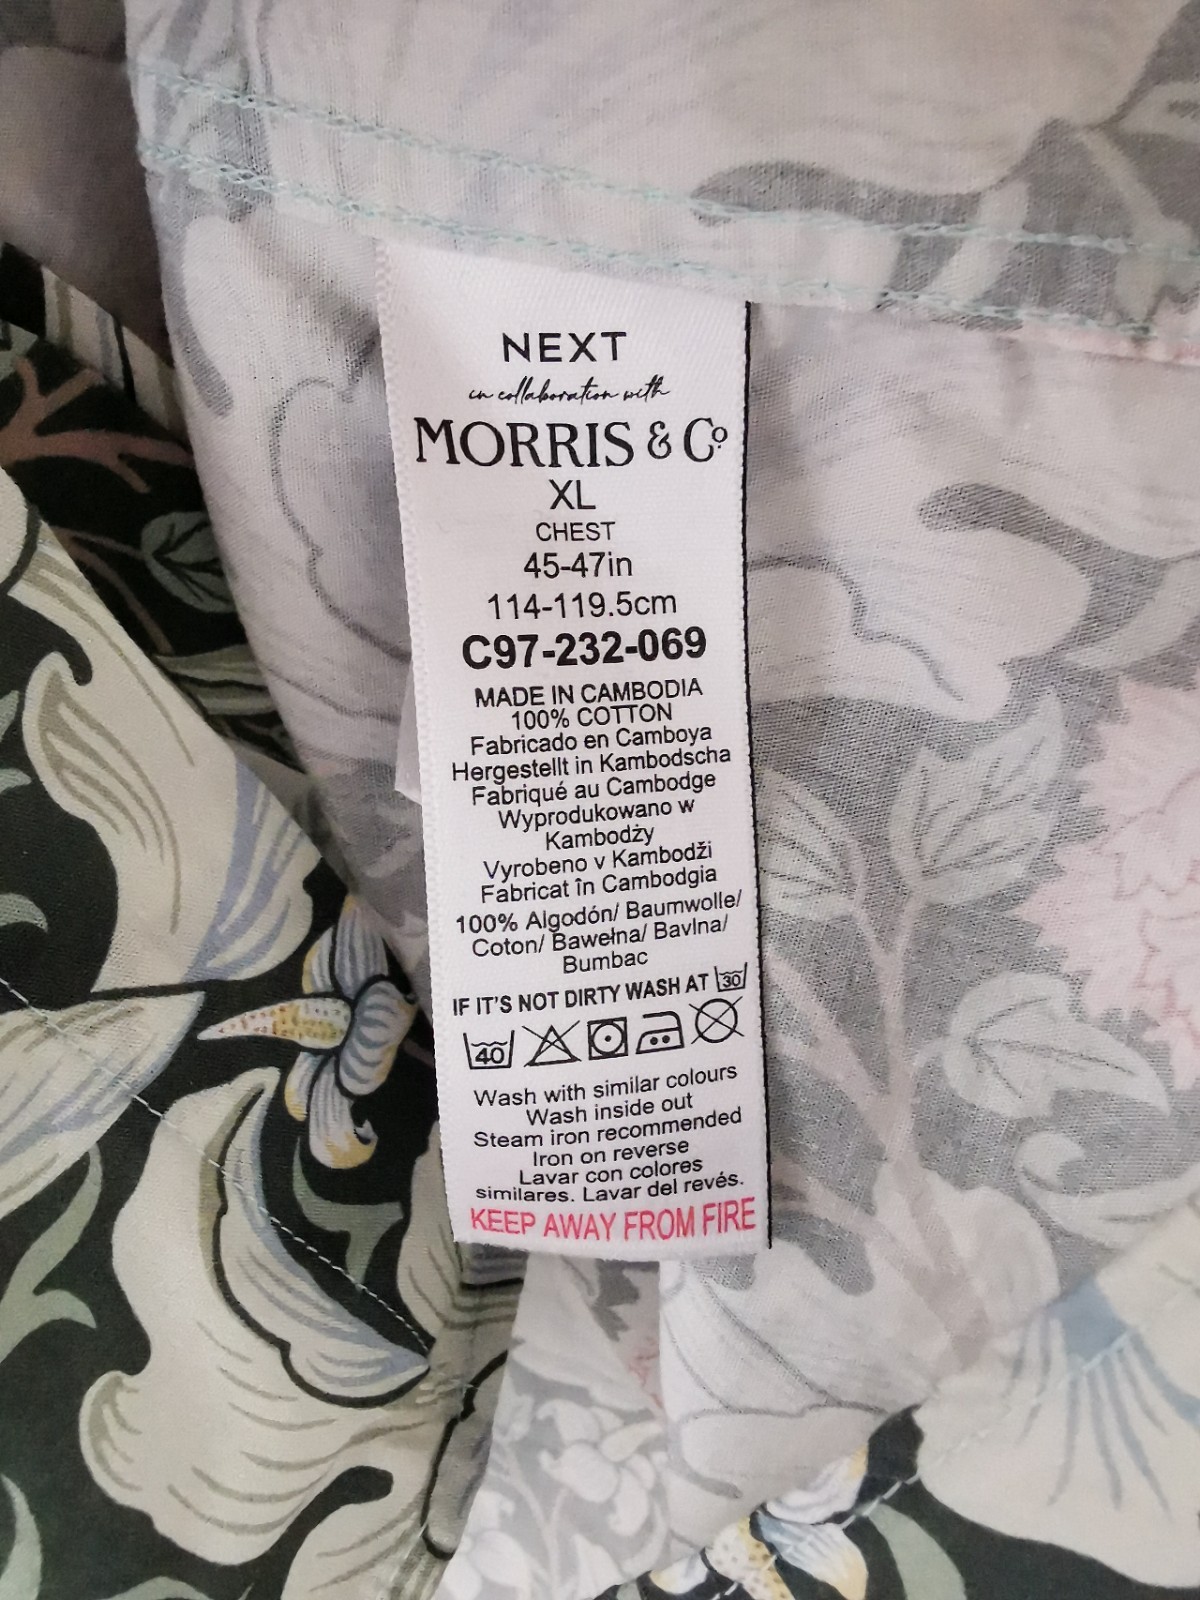 NEXT
in collaboration with
MORRIS & Co.
XL
CHEST
45-47in
114-119.5cm
C97-232-069
MADE IN CAMBODIA
100% COTTON
Fabricado en Camboya
Hergestellt in Kambodscha
Fabriqué au Cambodge
Wyprodukowano w
Kambodży
Vyrobeno v Kambodži
Fabricat în Cambodgia
100% Algodón/ Baumwolle/
Coton/ Bawełna/ Bavlna/
Bumbac
IF IT'S NOT DIRTY WASH AT 30
40
Wash with similar colours
Wash inside out
Steam iron recommended
Iron on reverse
Lavar con colores
similares. Lavar del revés.
KEEP AWAY FROM FIRE